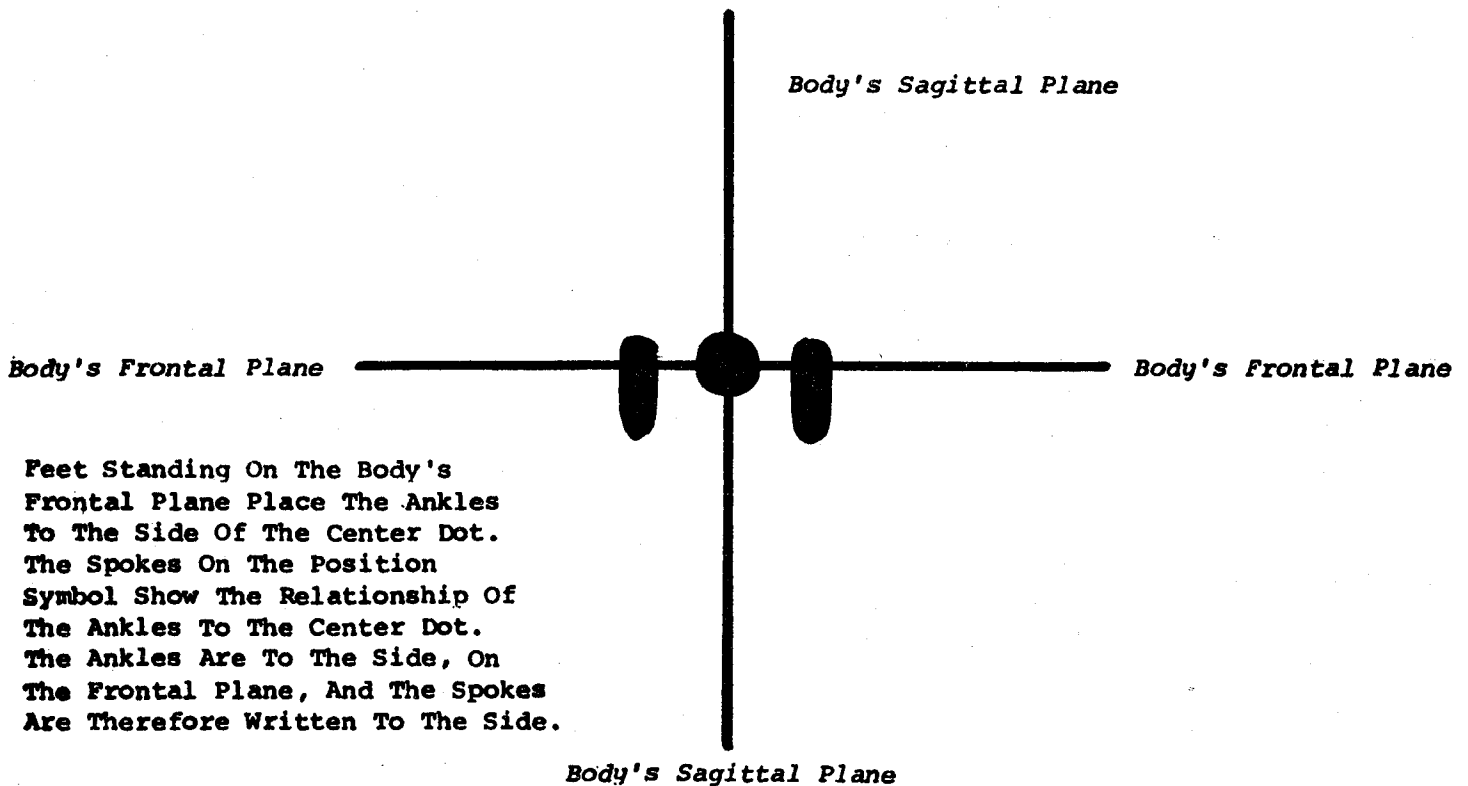 Body's Sagittal Plane
Body's Frontal Plane
Body's Frontal Plane
Feet Standing On The Body's
Frontal Plane Place The Ankles
To The Side Of The Center Dot.
The Spokes On The Position
Symbol Show The Relationship Of
The Ankles To The Center Dot.
The Ankles Are To The Side, On
The Frontal Plane, And The Spokes
Are Therefore Written To The Side.
Body's Sagittal Plane